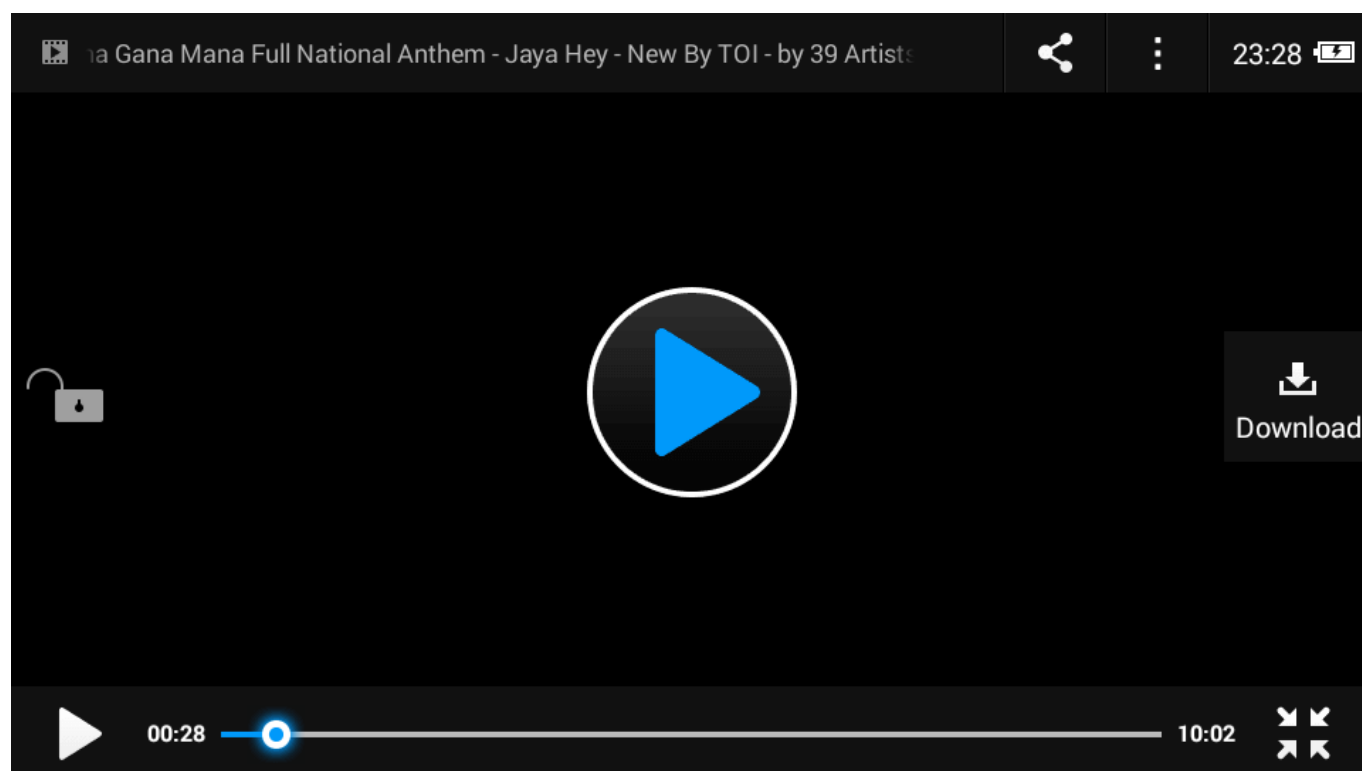 na Gana Mana Full National Anthem - Jaya Hey - New By TOI - by 39 Artists
23:28
Download
00:28
10:02